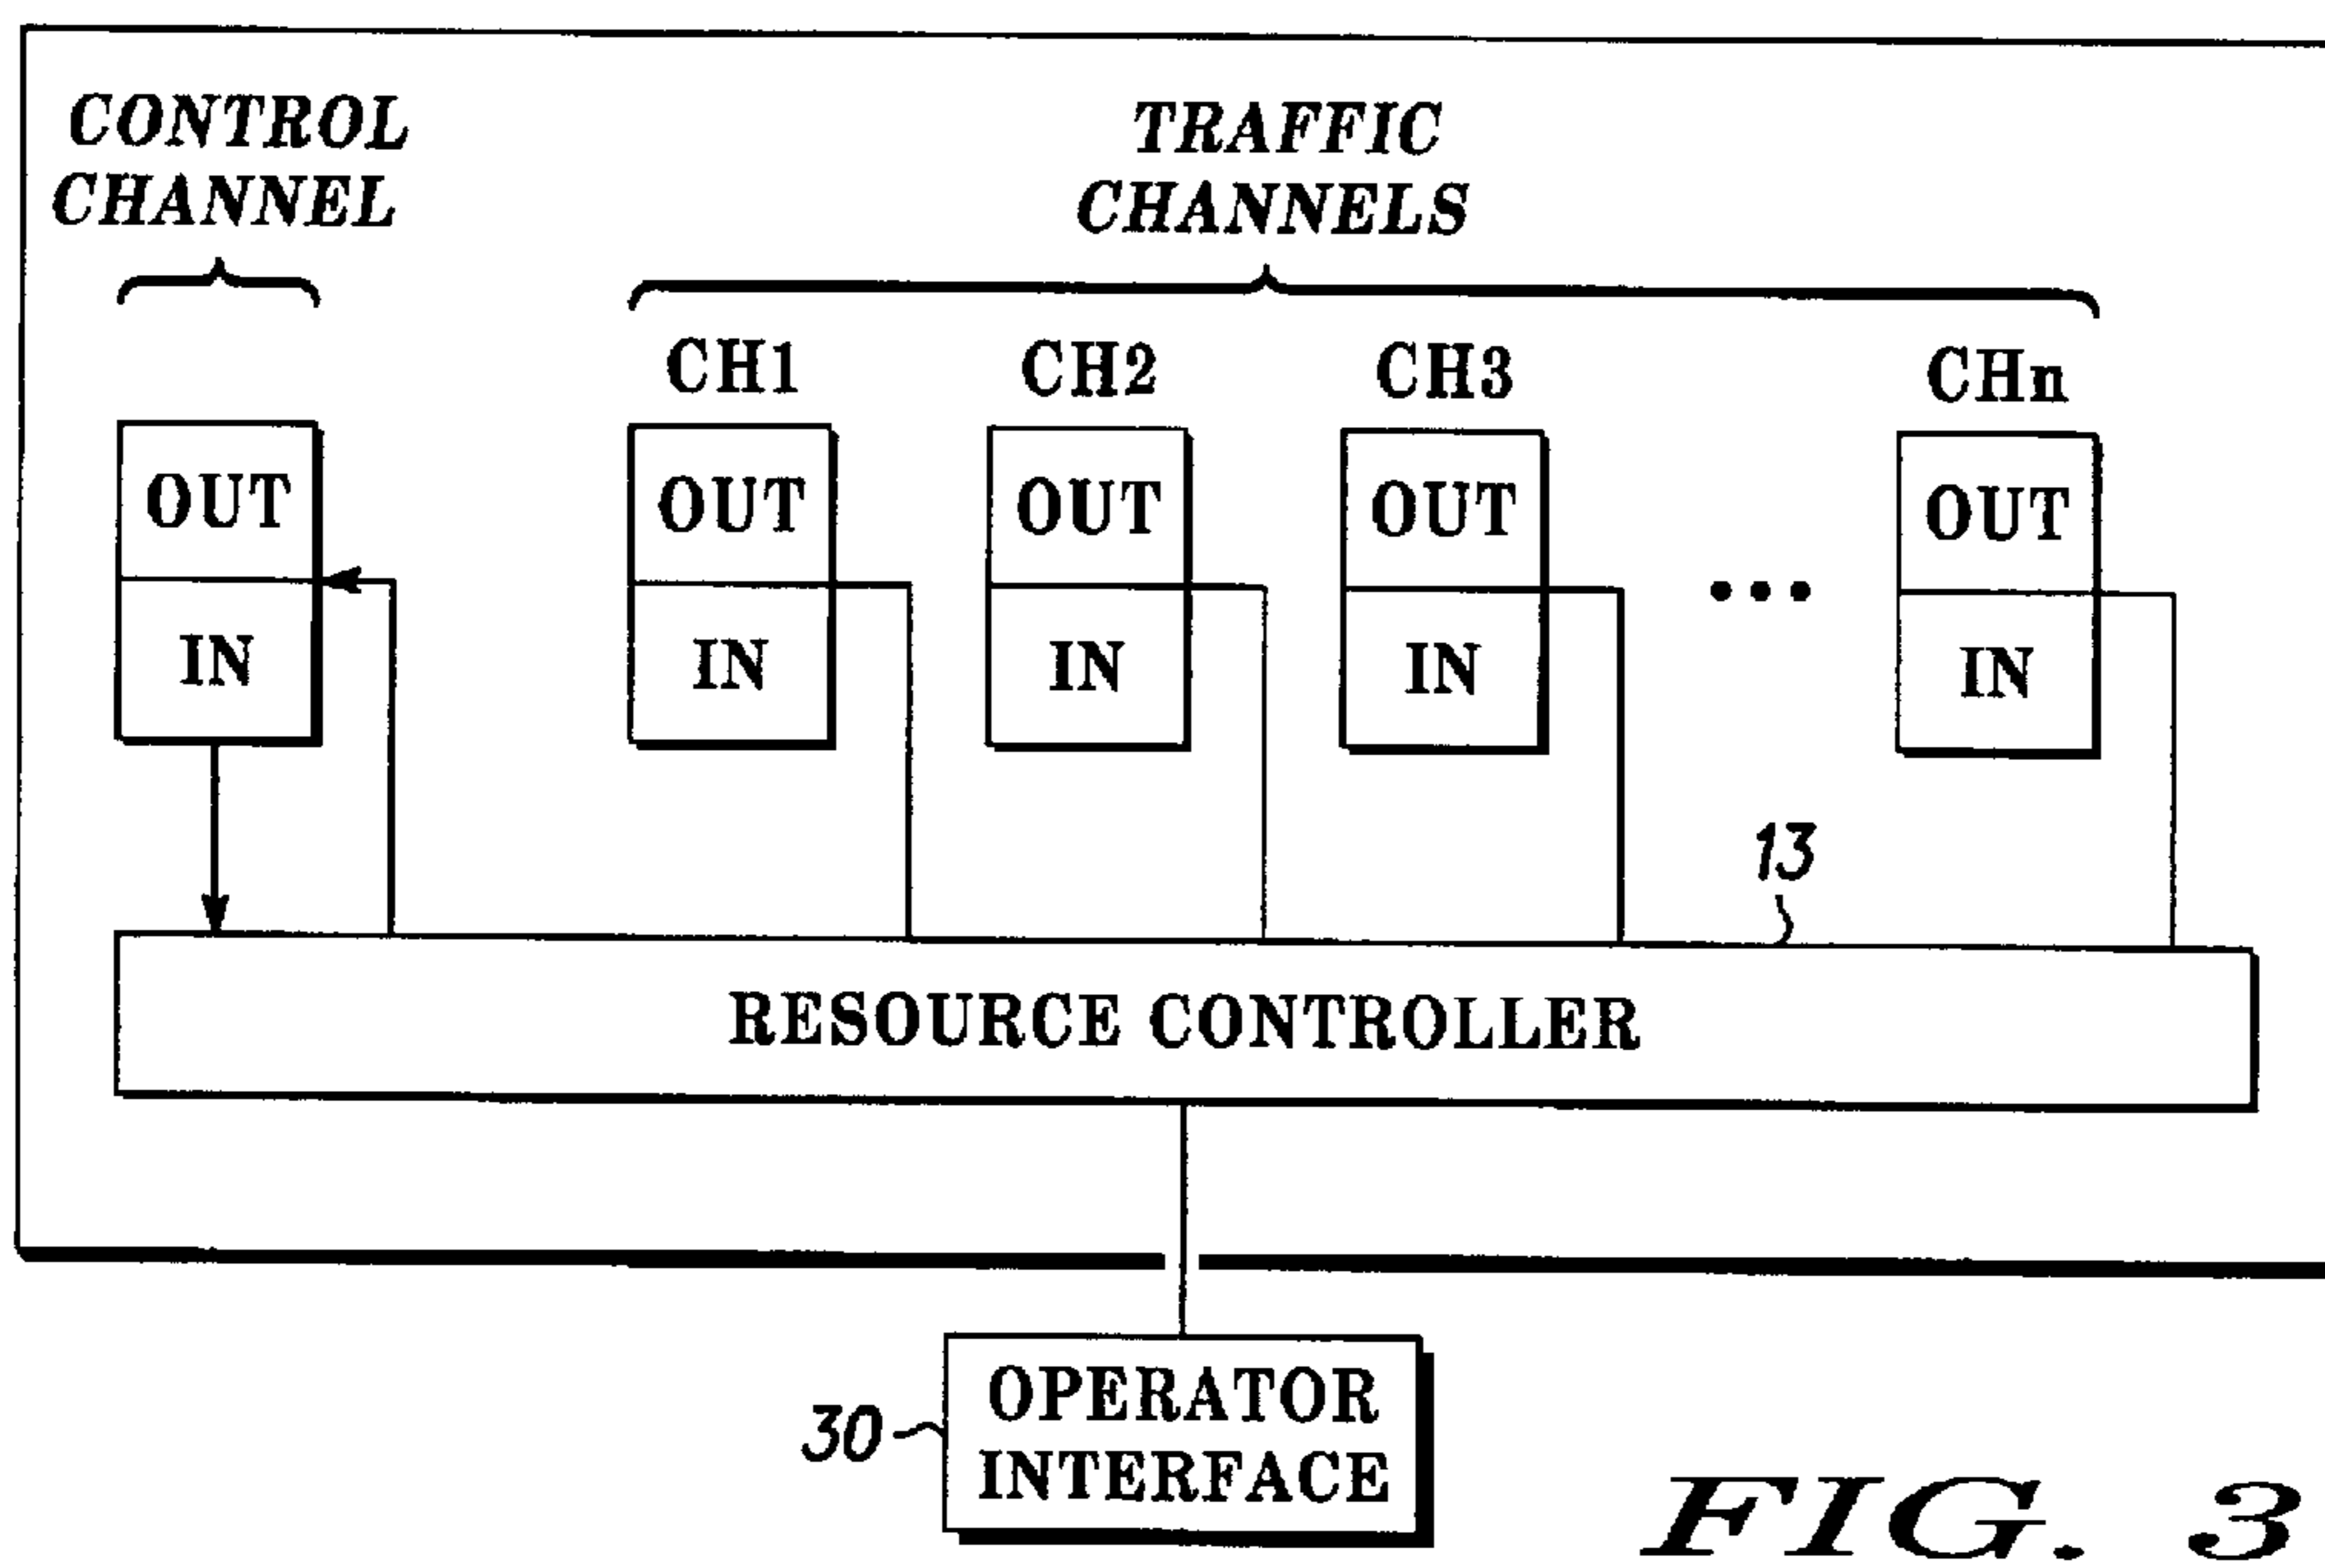 CONTROL
CHANNEL
TRAFFIC
CHANNELS
CH1 CH2 CH3 CHn
OUT OUT OUT OUT OUT
IN IN IN IN IN
13
RESOURCE CONTROLLER
30
OPERATOR
INTERFACE
FIG. 3